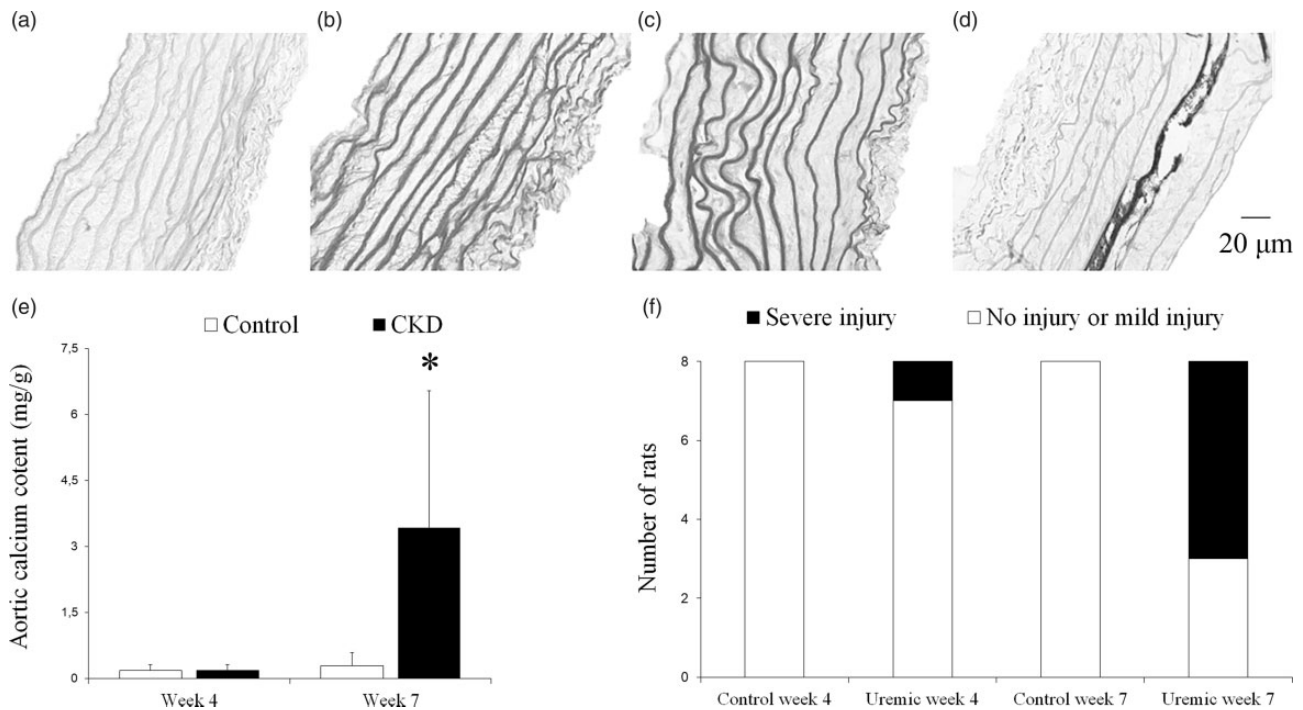 (a)
(b)
(c)
(d)
20 μm
(e)
Control
CKD
Aortic calcium cotent (mg/g)
7,5
6
4,5
3
1,5
0
*
Week 4
Week 7
(f)
Severe injury
No injury or mild injury
Number of rats
8
6
4
2
0
Control week 4
Uremic week 4
Control week 7
Uremic week 7